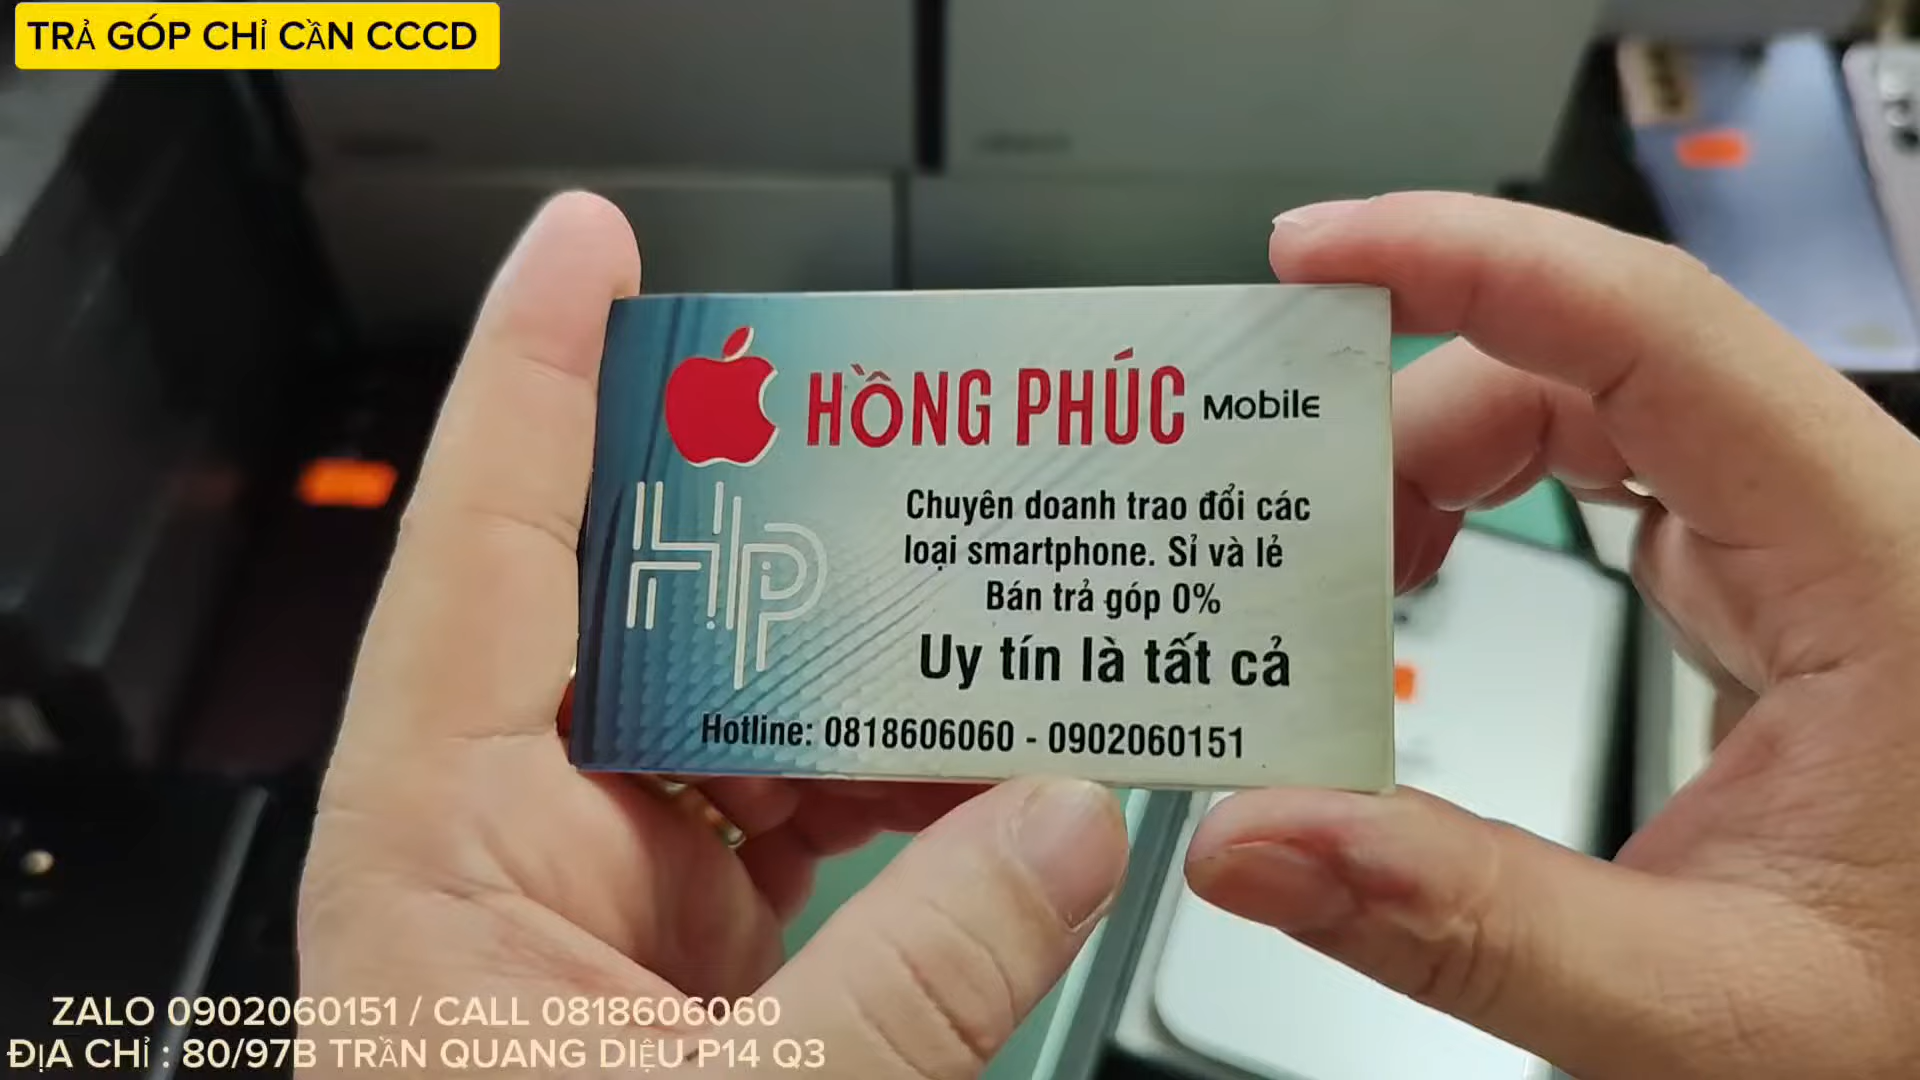 TRẢ GÓP CHỈ CẦN CCCD
HỒNG PHÚC Mobile
HP
Chuyên doanh trao đổi các
loại smartphone. Sỉ và lẻ
Bán trả góp 0%
Uy tín là tất cả
Hotline: 0818606060 - 0902060151
ZALO 0902060151 / CALL 0818606060
ĐỊA CHỈ : 80/97B TRẦN QUANG DIỆU P14 Q3